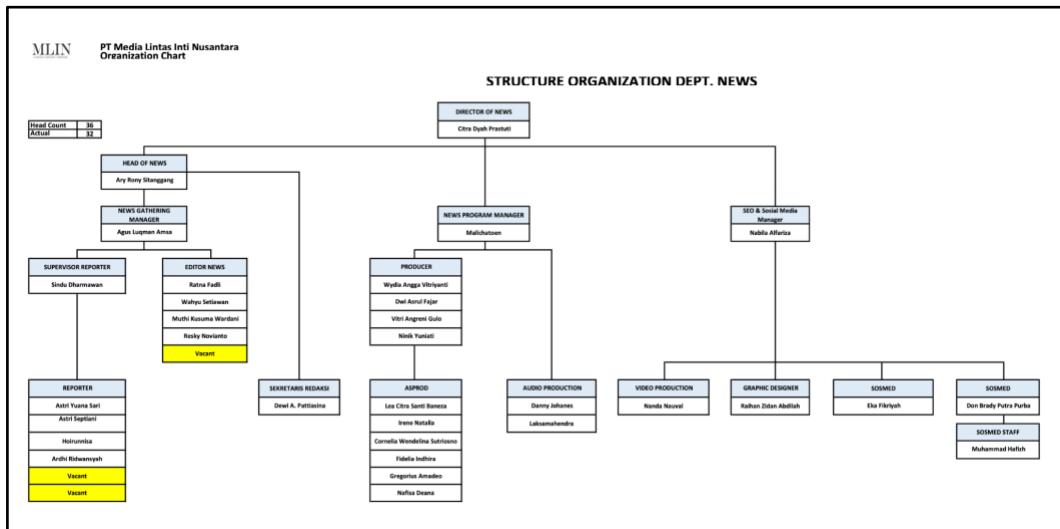 MLIN
PT Media Lintas Inti Nusantara
Organization Chart
STRUCTURE ORGANIZATION DEPT. NEWS
Head Count 36
Actual 32
DIRECTOR OF NEWS
Citra Dyah Prastuti
HEAD OF NEWS
Ary Rony Sitanggang
NEWS GATHERING
MANAGER
Agus Luqman Amsa
NEWS PROGRAM MANAGER
Malichatoen
SEO & Sosial Media
Manager
Nabila Alfariza
SUPERVISOR REPORTER
Sindu Dharmawan
EDITOR NEWS
Ratna Fadli
Wahyu Setiawan
Muthi Kusuma Wardani
Resky Novianto
Vacant
PRODUCER
Wydia Angga Vitriyanti
Dwi Asrul Fajar
Vitri Angreni Gulo
Ninik Yuniati
REPORTER
Astri Yuana Sari
Astri Septiani
Hoirunnisa
Ardhi Ridwansyah
Vacant
Vacant
SEKRETARIS REDAKSI
Dewi A. Pattiasina
ASPROD
Lea Citra Santi Baneza
Irene Natalia
Cornelia Wendelina Sutrisno
Fidelia Indhira
Gregorius Amadeo
Nafisa Deana
AUDIO PRODUCTION
Danny Johanes
Laksamahendra
VIDEO PRODUCTION
Nanda Nauval
GRAPHIC DESIGNER
Raihan Zidan Abdilah
SOSMED
Eka Fikriyah
SOSMED
Don Brady Putra Purba
SOSMED STAFF
Muhammad Hafizh